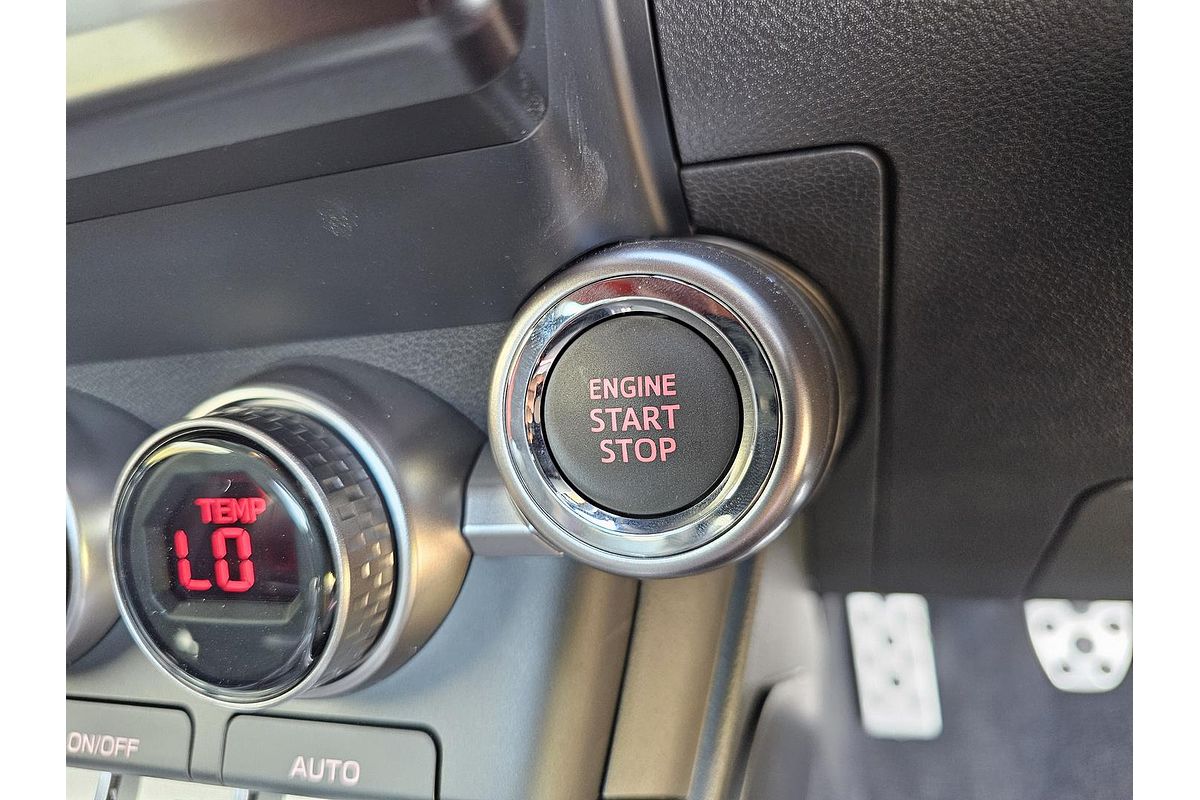 ENGINE
START
STOP
TEMP
LO
ON/OFF
AUTO